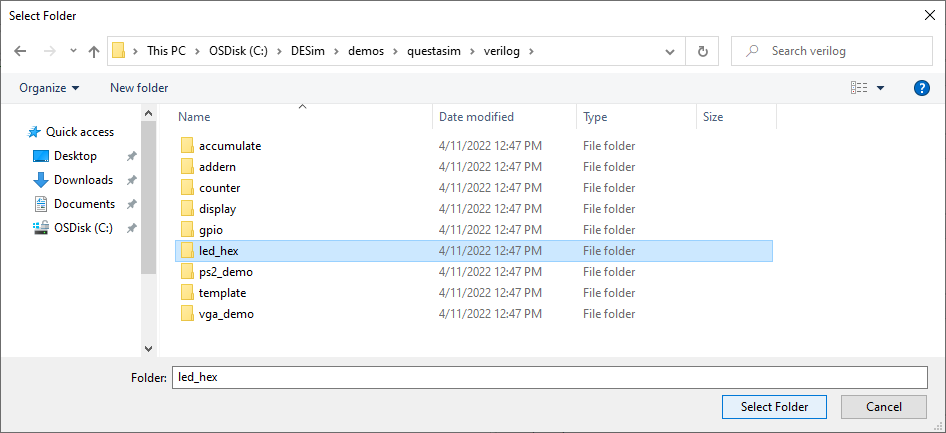 Select Folder
This PC > OSDisk (C:) > DESim > demos > questasim > verilog >
Search verilog
Organize New folder
Name Date modified Type Size
Quick access
Desktop
Downloads
Documents
OSDisk (C:)
accumulate 4/11/2022 12:47 PM File folder
addern 4/11/2022 12:47 PM File folder
counter 4/11/2022 12:47 PM File folder
display 4/11/2022 12:47 PM File folder
gpio 4/11/2022 12:47 PM File folder
led_hex 4/11/2022 12:47 PM File folder
ps2_demo 4/11/2022 12:47 PM File folder
template 4/11/2022 12:47 PM File folder
vga_demo 4/11/2022 12:47 PM File folder
Folder: led_hex
Select Folder Cancel